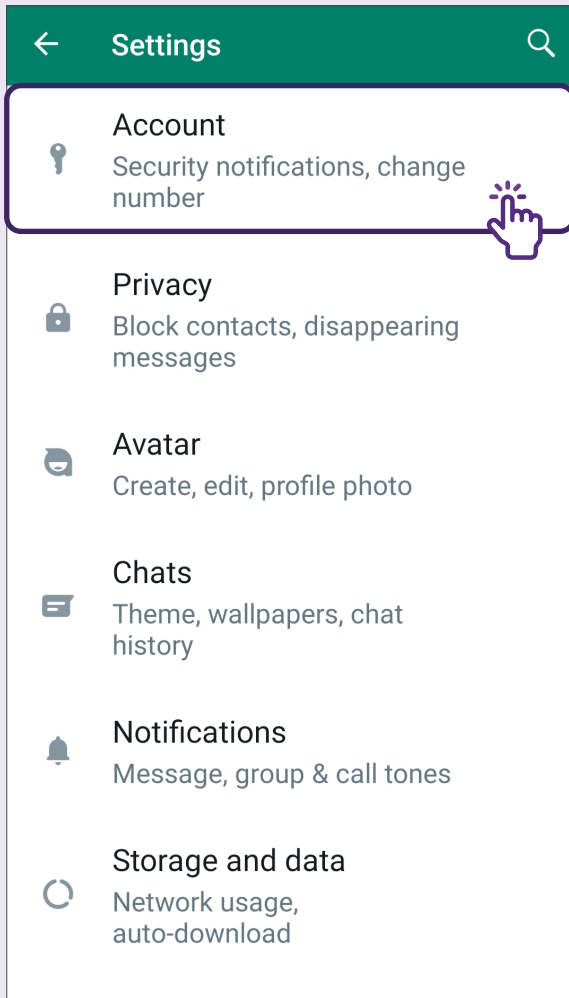 Settings
Account
Security notifications, change
number
Privacy
Block contacts, disappearing
messages
Avatar
Create, edit, profile photo
Chats
Theme, wallpapers, chat
history
Notifications
Message, group & call tones
Storage and data
Network usage,
auto-download